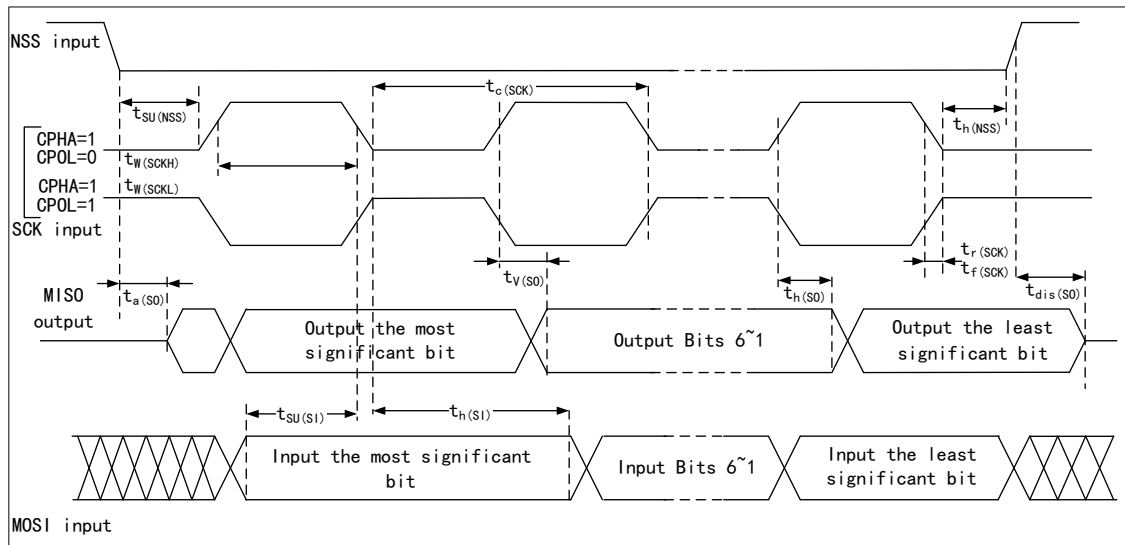 NSS input
tc(SCK)
tSU(NSS)
th(NSS)
CPHA=1
CPOL=0
tW(SCKH)
CPHA=1
CPOL=1
tW(SCKL)
SCK input
tr(SCK)
tf(SCK)
tV(SO)
ta(SO)
th(SO)
tdis(SO)
MISO
output
Output the most
significant bit
Output Bits 6~1
Output the least
significant bit
tSU(SI)
th(SI)
Input the most significant
bit
Input Bits 6~1
Input the least
significant bit
MOSI input